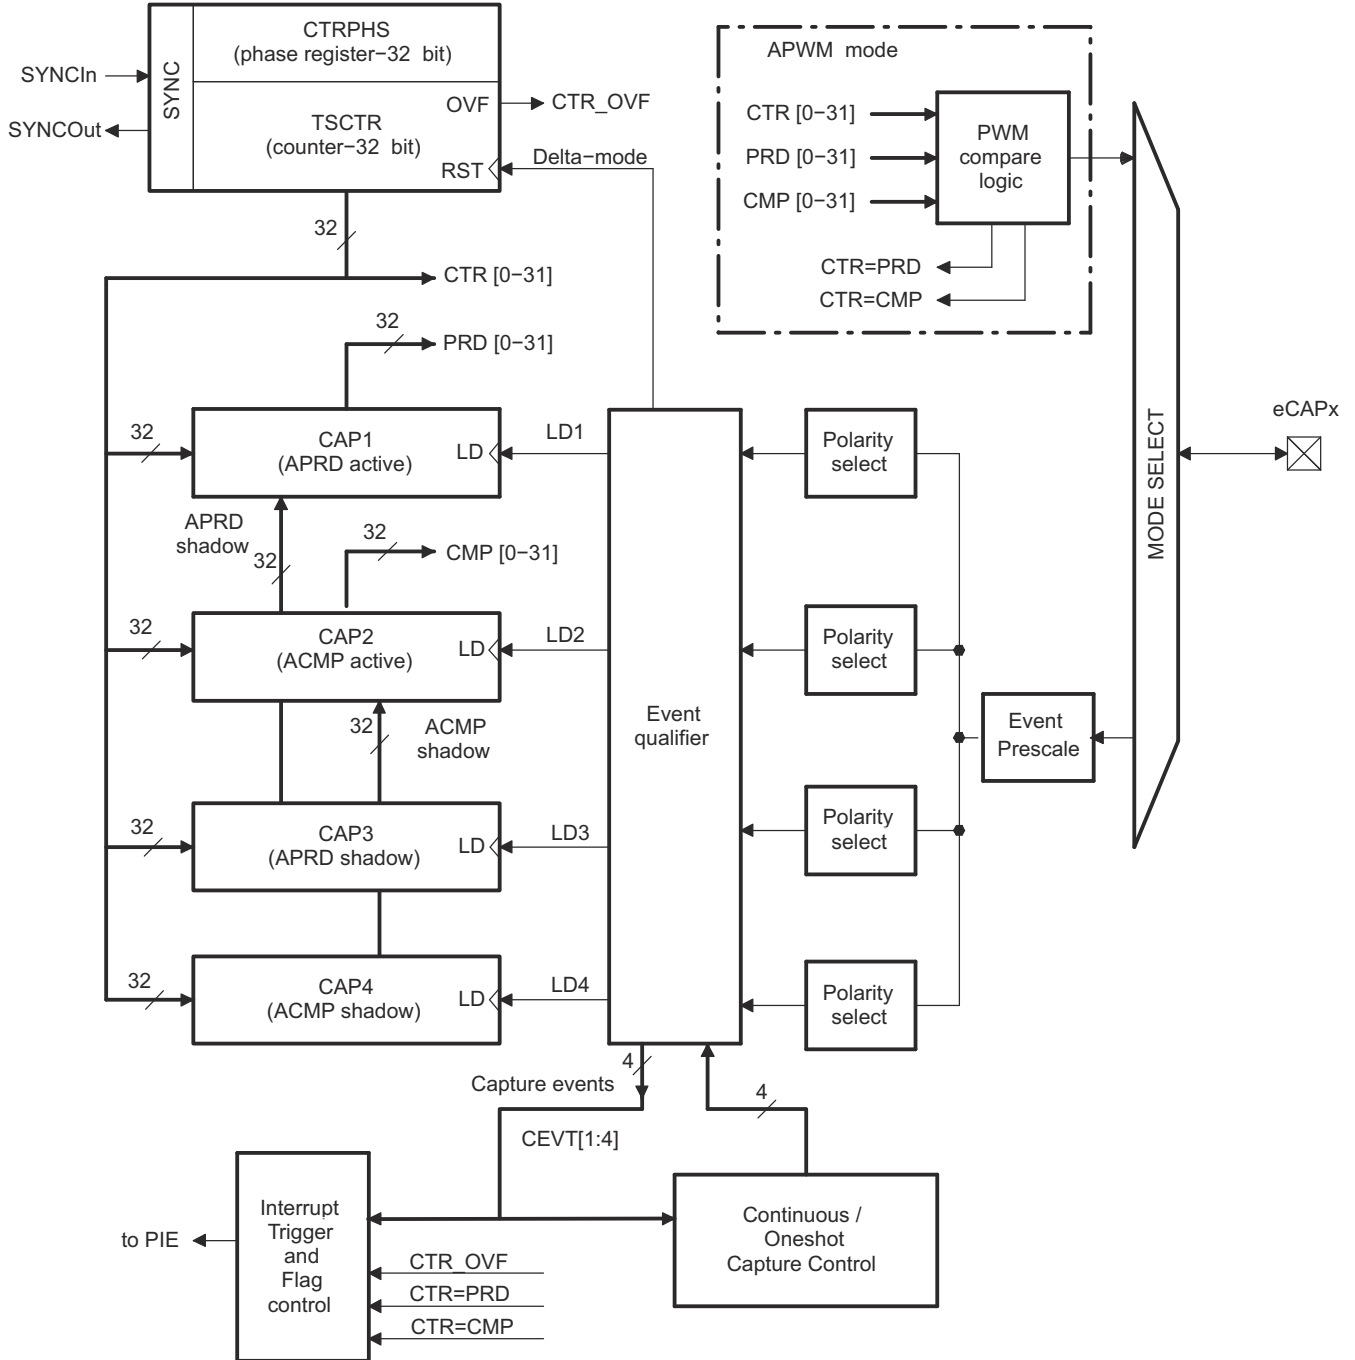 CTRPHS
(phase register−32 bit)
SYNC
SYNCIn
SYNCOut
TSCTR
(counter−32 bit)
OVF
CTR_OVF
RST
Delta−mode
APWM mode
CTR [0−31]
PRD [0−31]
CMP [0−31]
PWM
compare
logic
CTR=PRD
CTR=CMP
32
CTR [0−31]
32
PRD [0−31]
32
CAP1
(APRD active)
LD
LD1
Polarity
select
eCAPx
MODE SELECT
APRD
shadow
32
32
CMP [0−31]
32
CAP2
(ACMP active)
LD
LD2
Polarity
select
32
ACMP
shadow
Event
qualifier
Event
Prescale
32
CAP3
(APRD shadow)
LD
LD3
Polarity
select
32
CAP4
(ACMP shadow)
LD
LD4
Polarity
select
4
Capture events
4
CEVT[1:4]
Interrupt
Trigger
and
Flag
control
to PIE
Continuous /
Oneshot
Capture Control
CTR_OVF
CTR=PRD
CTR=CMP